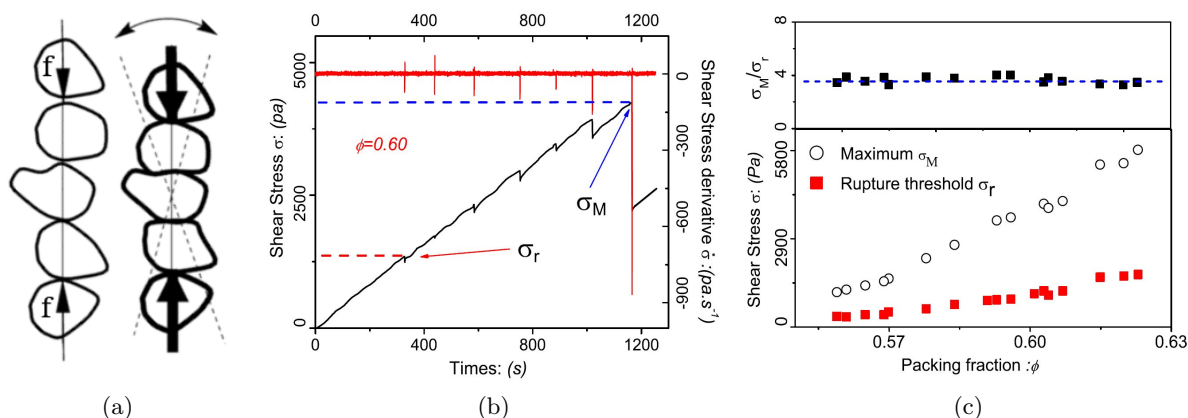 f
f
(a)
0
400
800
1200
5000
2500
0
Shear Stress σ: (pa)
ϕ=0.60
σM
σr
0
-300
-600
-900
Shear Stress derivative σ̇ :(pa.s⁻¹)
0
400
800
1200
Times: (s)
(b)
8
4
0
σM/σr
Maximum σM
Rupture threshold σr
5800
2900
0
Shear Stress σ: (Pa)
0.57
0.60
0.63
Packing fraction :ϕ
(c)